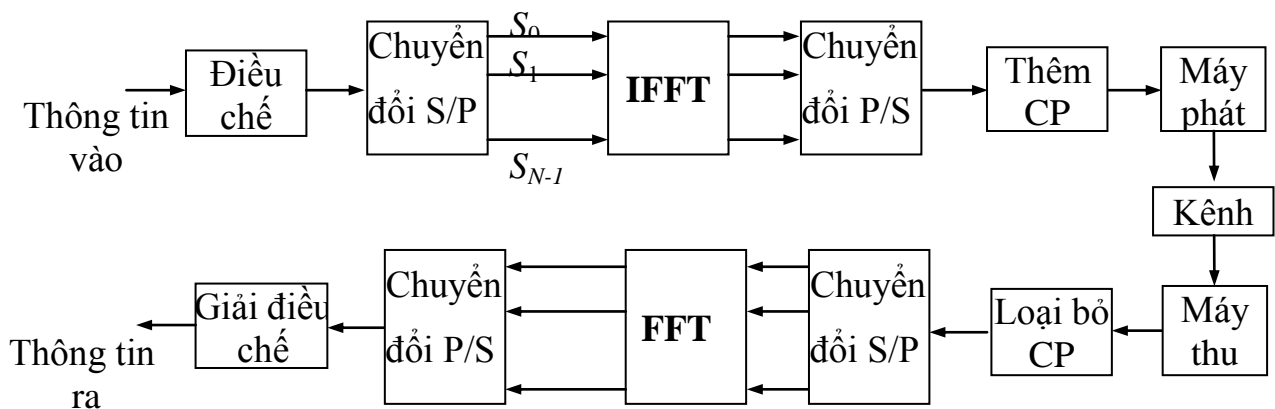 Thông tin
vào
Điều
chế
Chuyển
đổi S/P
S0
S1
SN-1
IFFT
Chuyển
đổi P/S
Thêm
CP
Máy
phát
Kênh
Máy
thu
Loại bỏ
CP
Chuyển
đổi S/P
FFT
Chuyển
đổi P/S
Giải điều
chế
Thông tin
ra